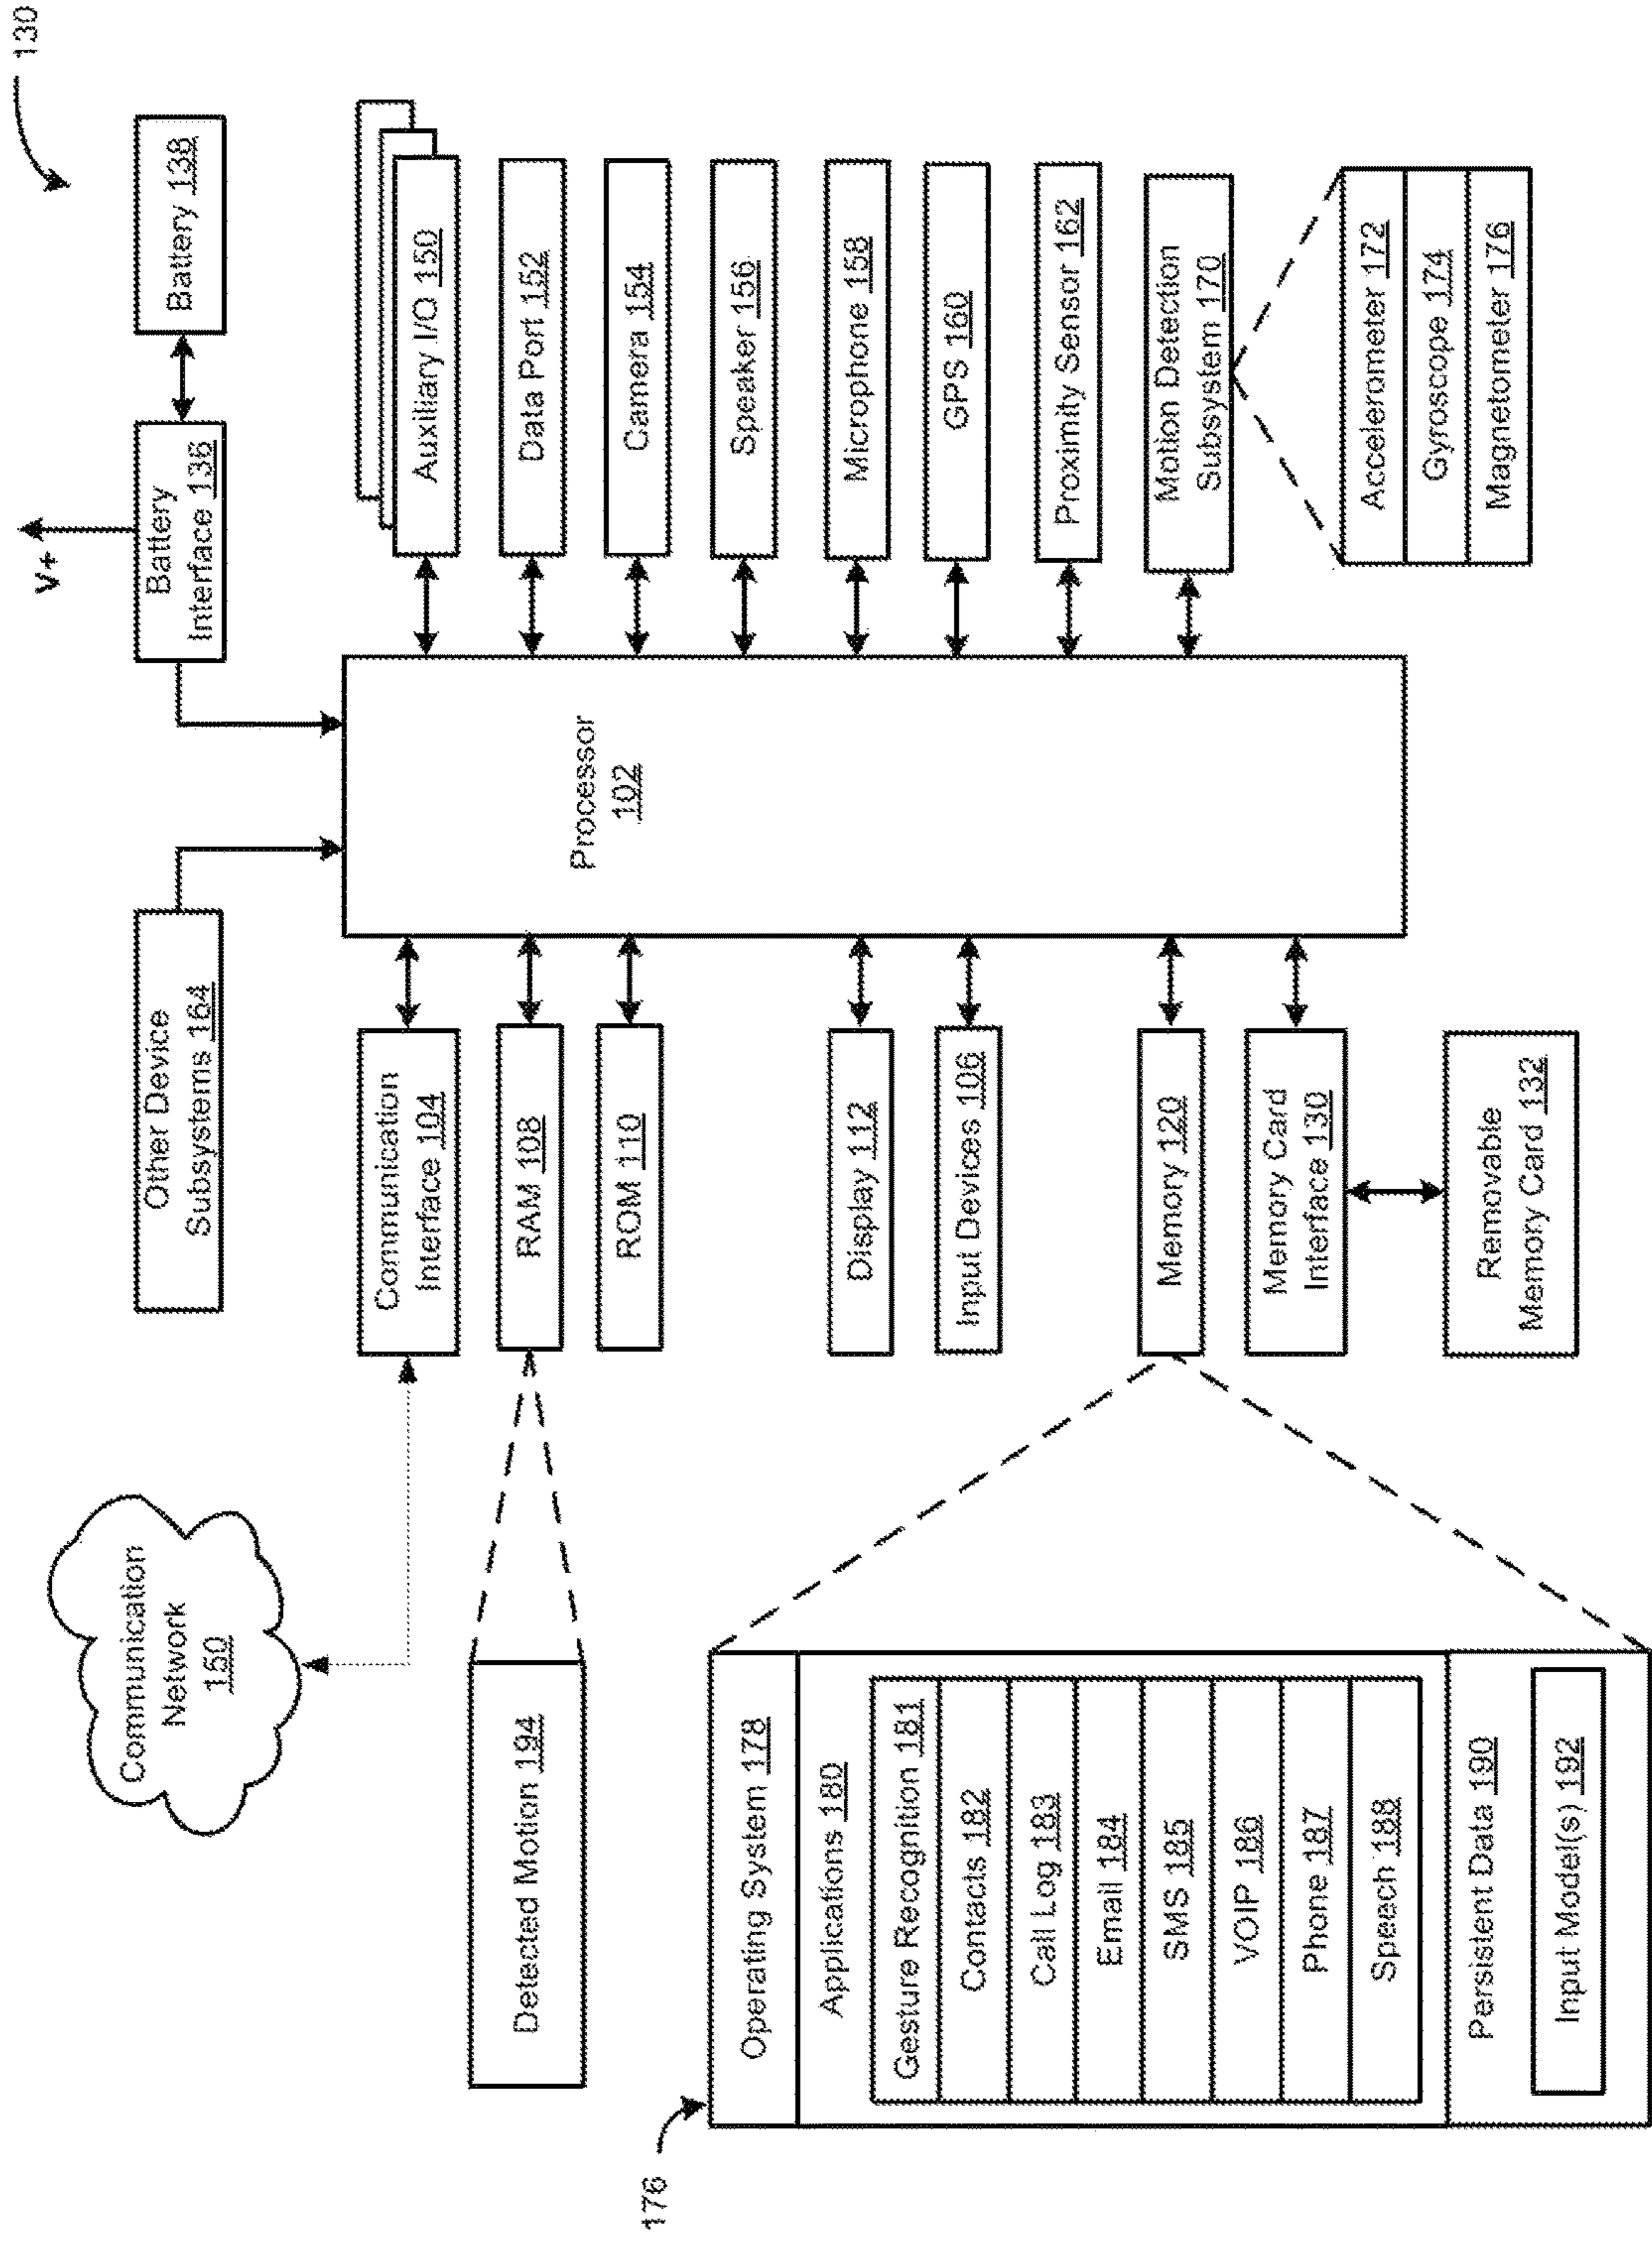 130
V+
Communication
Network
150
Other Device
Subsystems 164
Battery
Interface 136
Battery 138
Communication
Interface 104
RAM 108
ROM 110
Display 112
Input Devices 106
Memory 120
Memory Card
Interface 130
Removable
Memory Card 132
Processor
102
Auxiliary I/O 150
Data Port 152
Camera 154
Speaker 156
Microphone 158
GPS 160
Proximity Sensor 162
Motion Detection
Subsystem 170
Accelerometer 172
Gyroscope 174
Magnetometer 176
Detected Motion 194
176
Operating System 178
Applications 180
Gesture Recognition 181
Contacts 182
Call Log 183
Email 184
SMS 185
VOIP 186
Phone 187
Speech 188
Persistent Data 190
Input Model(s) 192